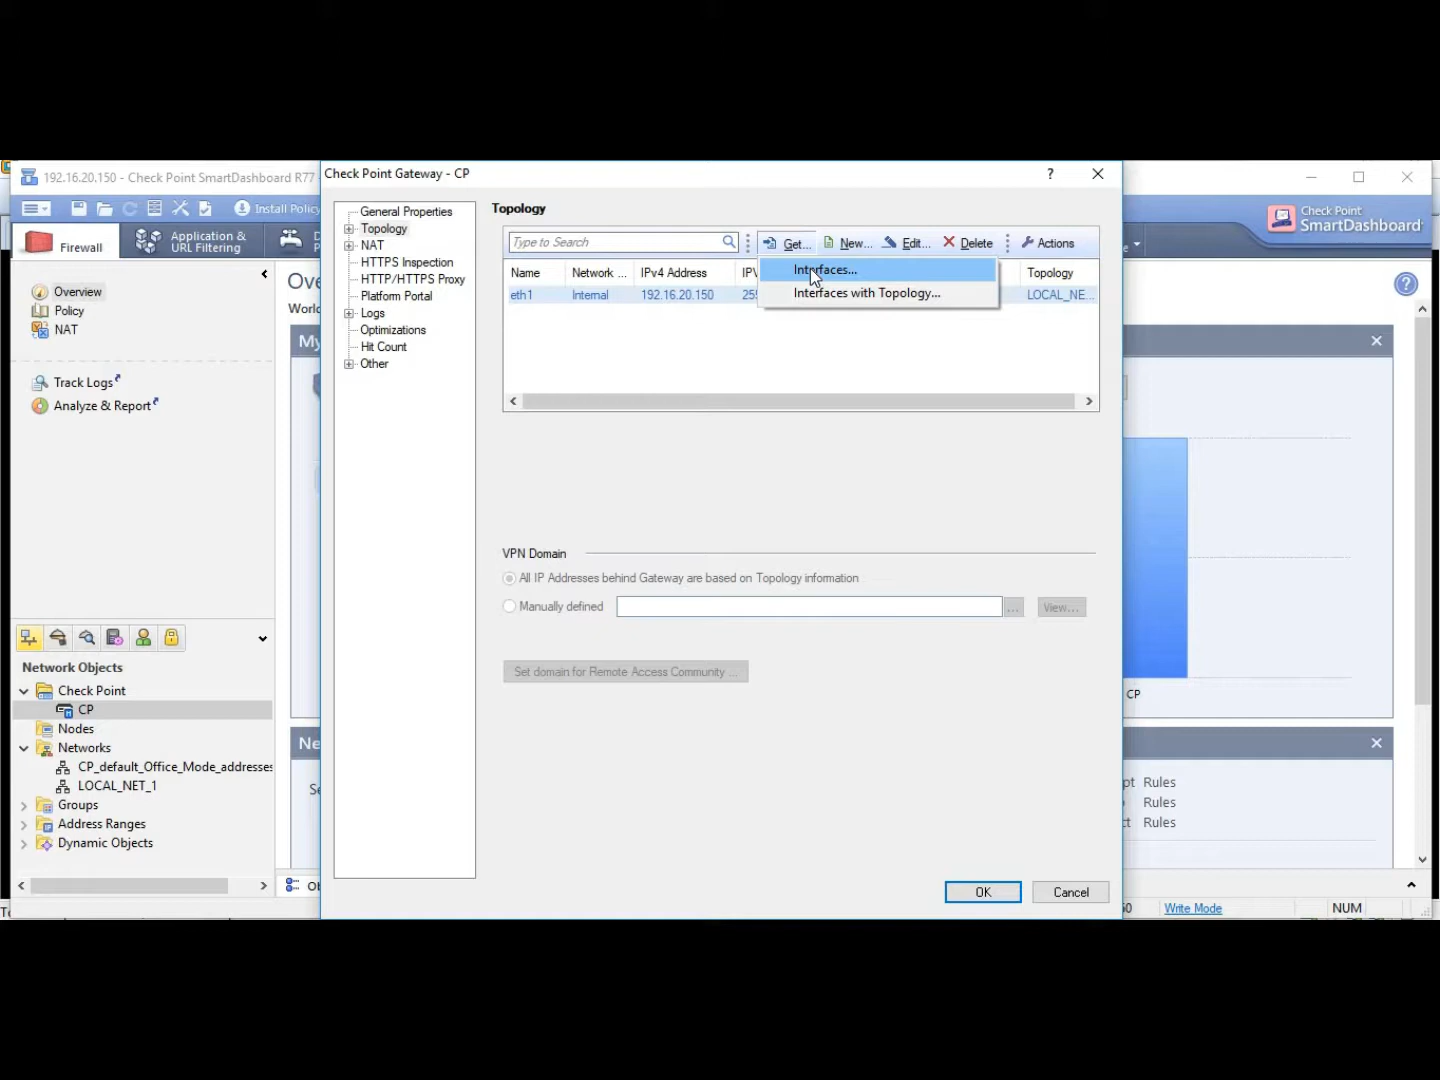 192.16.20.150 - Check Point SmartDashboard R77
Check Point Gateway - CP
?
Install Policy
Check Point
SmartDashboard
Firewall
Application &
URL Filtering
Overview
Policy
NAT
Track Logs
Analyze & Report
Network Objects
Check Point
CP
Nodes
Networks
CP_default_Office_Mode_addresses
LOCAL_NET_1
Groups
Address Ranges
Dynamic Objects
General Properties
Topology
NAT
HTTPS Inspection
HTTP/HTTPS Proxy
Platform Portal
Logs
Optimizations
Hit Count
Other
Topology
Type to Search
Get...
New...
Edit...
Delete
Actions
Name
Network ...
IPv4 Address
Topology
eth1
Internal
192.16.20.150
LOCAL_NE...
Interfaces...
Interfaces with Topology...
VPN Domain
All IP Addresses behind Gateway are based on Topology information
Manually defined
...
View...
Set domain for Remote Access Community ...
OK
Cancel
CP
Rules
Rules
Rules
Write Mode
NUM